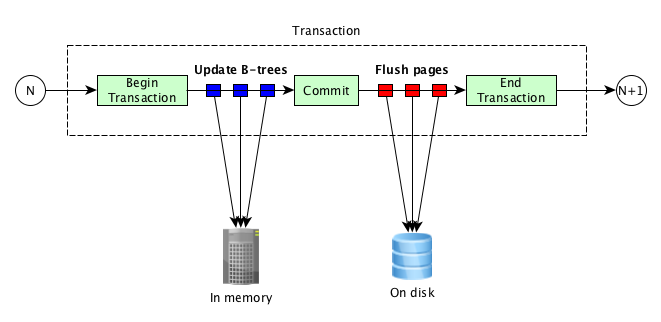 Transaction
N
Begin
Transaction
Update B-trees
Commit
Flush pages
End
Transaction
N+1
In memory
On disk